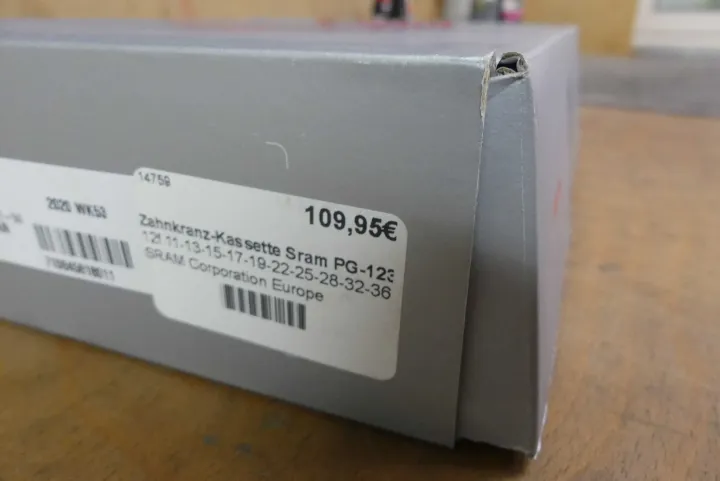 14759
109,95€
Zahnkranz-Kassette Sram PG-123
12f 11-13-15-17-19-22-25-28-32-36
SRAM Corporation Europe
2020 WK53